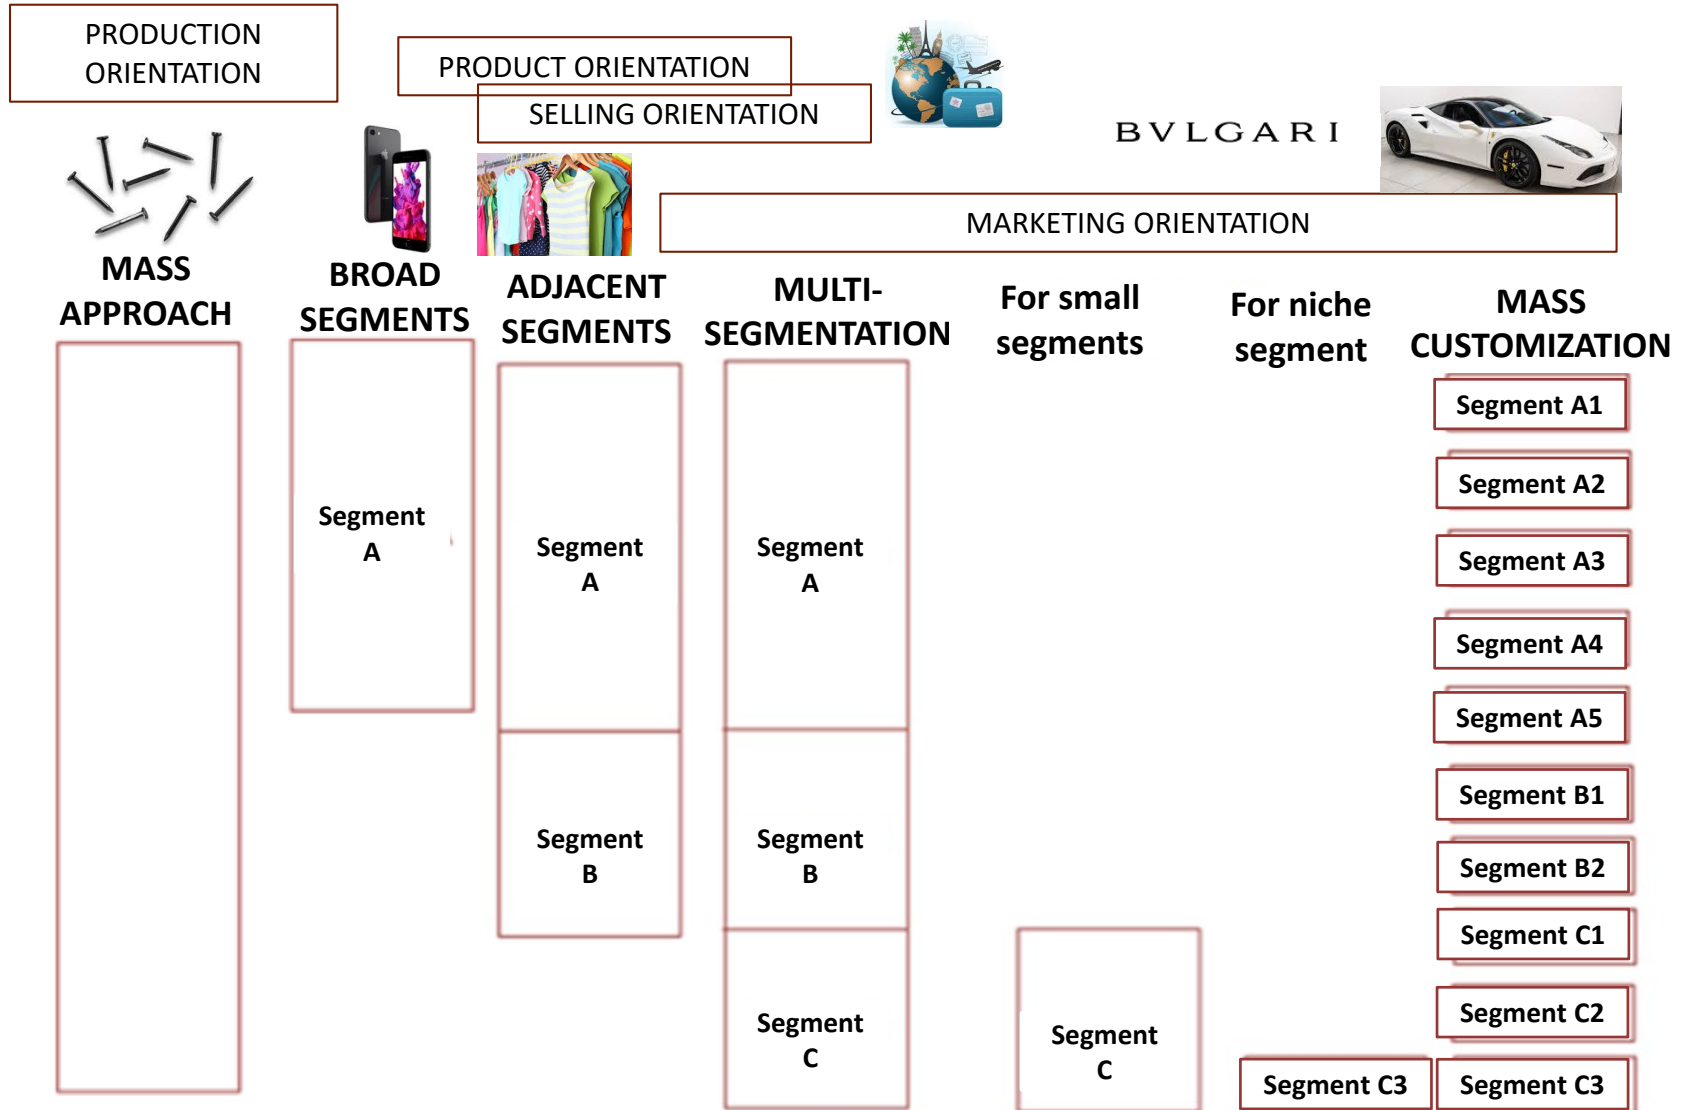 PRODUCTION
ORIENTATION
PRODUCT ORIENTATION
SELLING ORIENTATION
BVLGARI
MARKETING ORIENTATION
MASS
APPROACH
BROAD
SEGMENTS
ADJACENT
SEGMENTS
MULTI-
SEGMENTATION
For small
segments
For niche
segment
MASS
CUSTOMIZATION
Segment
A
Segment
A
Segment
B
Segment
A
Segment
B
Segment
C
Segment
C
Segment C3
Segment A1
Segment A2
Segment A3
Segment A4
Segment A5
Segment B1
Segment B2
Segment C1
Segment C2
Segment C3